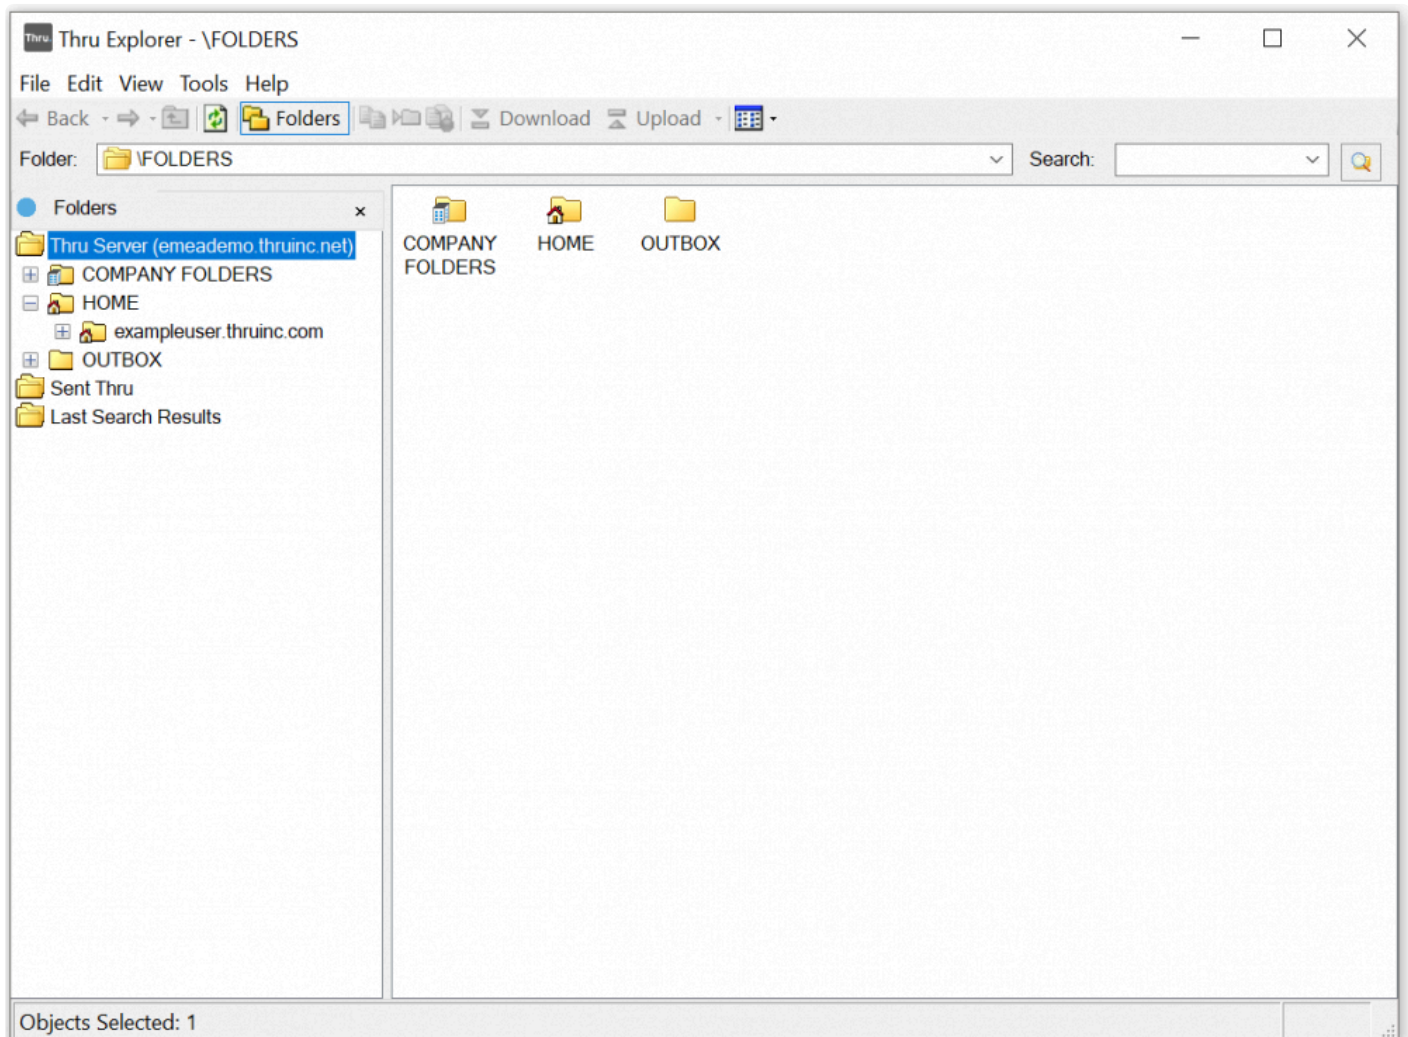 Thru. Thru Explorer - \FOLDERS
File Edit View Tools Help
Back Folders Download Upload
Folder: \FOLDERS Search:
Folders x
Thru Server (emeademo.thruinc.net)
COMPANY FOLDERS
HOME
exampleuser.thruinc.com
OUTBOX
Sent Thru
Last Search Results
COMPANY FOLDERS
HOME
OUTBOX
Objects Selected: 1